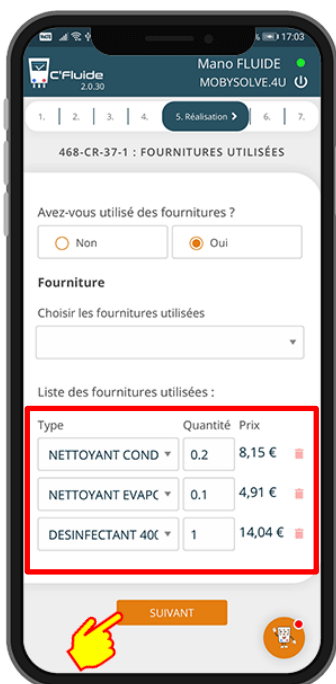 17:03
C'Fluide
2.0.30
Mano FLUIDE
MOBYSOLVE.4U
1. 2. 3. 4. 5. Réalisation 6. 7.
468-CR-37-1 : FOURNITURES UTILISÉES
Avez-vous utilisé des fournitures ?
Non Oui
Fourniture
Choisir les fournitures utilisées
Liste des fournitures utilisées :
Type Quantité Prix
NETTOYANT COND 0.2 8,15 €
NETTOYANT EVAPC 0.1 4,91 €
DESINFECTANT 40( 1 14,04 €
SUIVANT